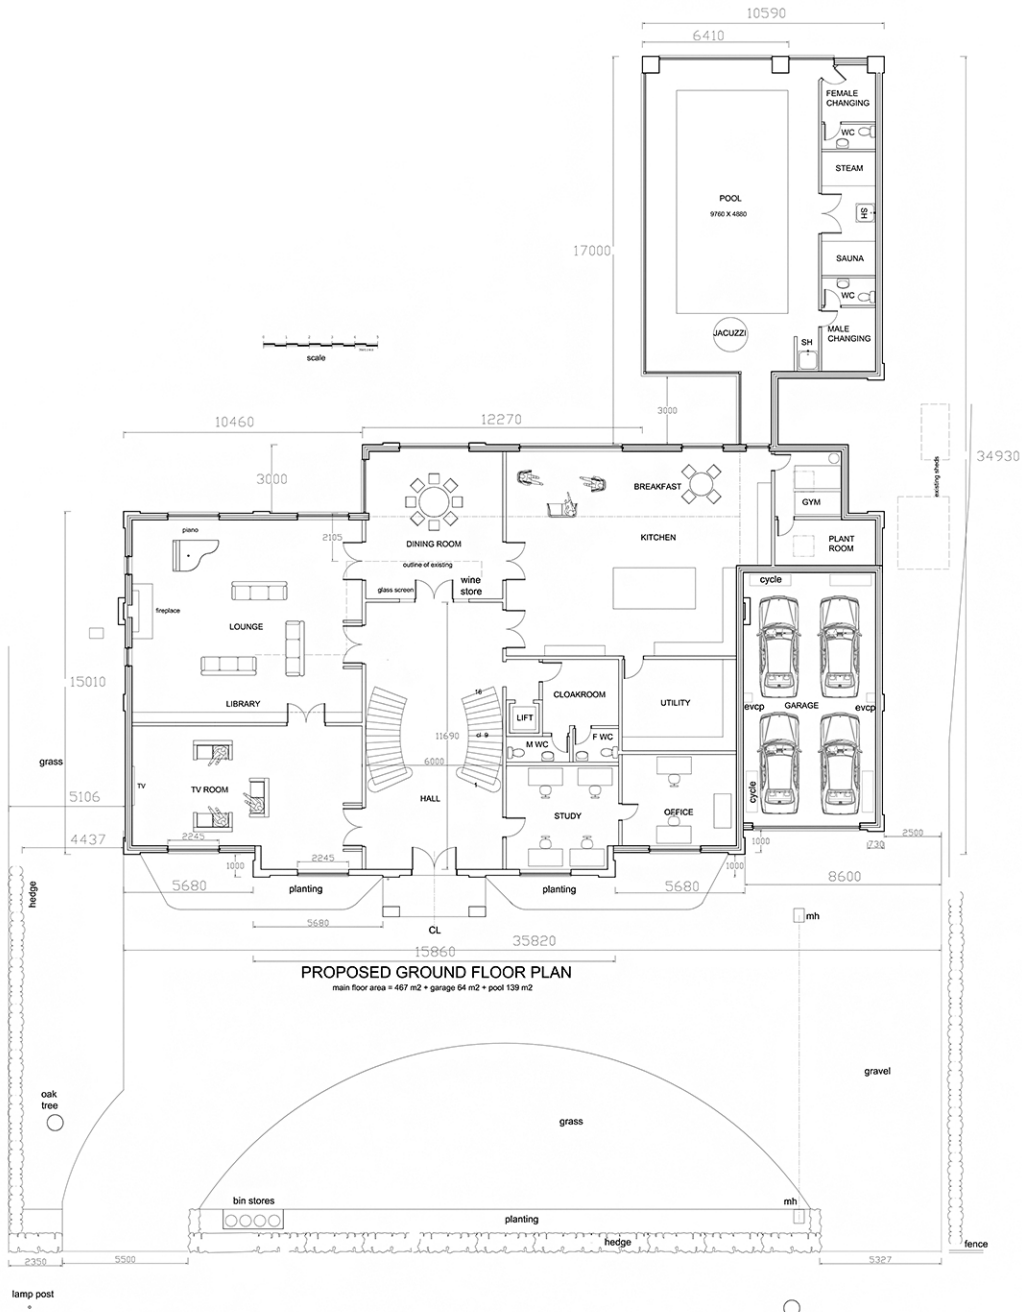 10590
6410
FEMALE
CHANGING
WC
STEAM
POOL
9760 X 4880
SH
17000
SAUNA
WC
JACUZZI
SH
MALE
CHANGING
scale
3000
10460
12270
34930
3000
BREAKFAST
existing sheds
GYM
piano
2105
DINING ROOM
KITCHEN
PLANT
ROOM
outline of existing
glass screen
wine
store
cycle
fireplace
LOUNGE
15010
CLOAKROOM
18
LIBRARY
UTILITY
evcp
GARAGE
evcp
LIFT
11690
cl 9
M WC
F WC
grass
6000
TV
TV ROOM
1
cycle
5106
HALL
STUDY
OFFICE
4437
2245
2245
1000
1000
1000
730
2500
hedge
5680
planting
planting
5680
8600
5680
CL
mh
35820
15860
PROPOSED GROUND FLOOR PLAN
main floor area = 467 m2 + garage 64 m2 + pool 139 m2
gravel
oak
tree
grass
bin stores
mh
planting
hedge
fence
2350
5500
5327
lamp post